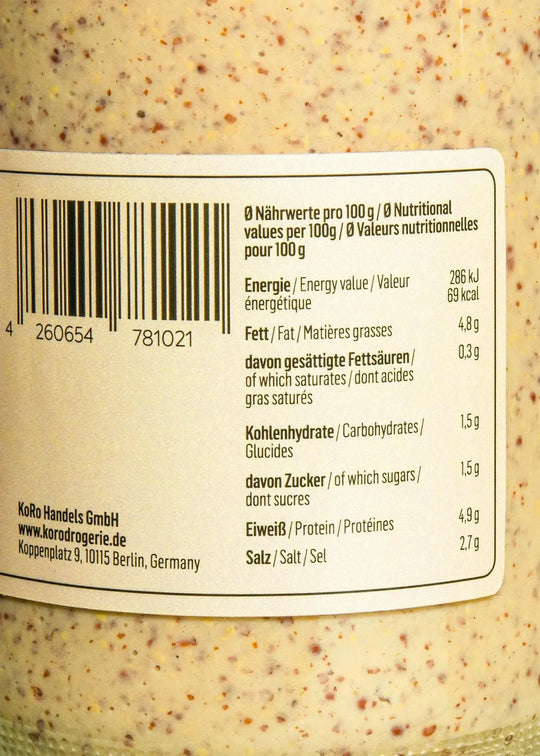 4 260654 781021
KoRo Handels GmbH
www.korodrogerie.de
Koppenplatz 9, 10115 Berlin, Germany
Ø Nährwerte pro 100 g / Ø Nutritional
values per 100g / Ø Valeurs nutritionnelles
pour 100 g
Energie / Energy value / Valeur 286 kJ
énergétique 69 kcal
Fett / Fat / Matières grasses 4,8 g
davon gesättigte Fettsäuren / 0,3 g
of which saturates / dont acides
gras saturés
Kohlenhydrate / Carbohydrates / 1,5 g
Glucides
davon Zucker / of which sugars / 1,5 g
dont sucres
Eiweiß / Protein / Protéines 4,9 g
Salz / Salt / Sel 2,7 g